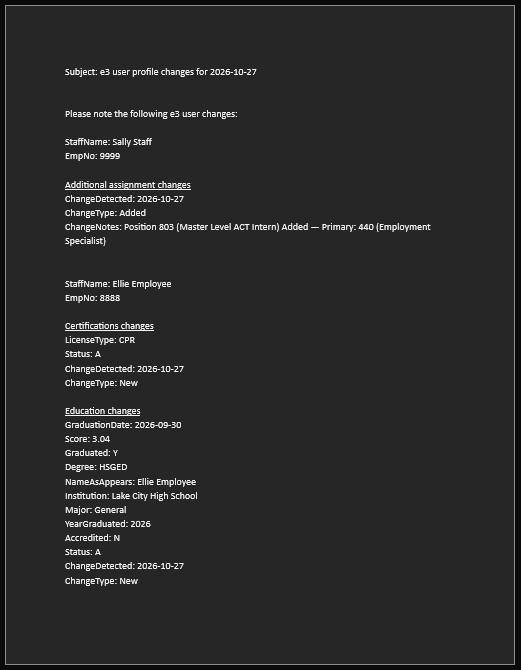 Subject: e3 user profile changes for 2026-10-27
Please note the following e3 user changes:
StaffName: Sally Staff
EmpNo: 9999
Additional assignment changes
ChangeDetected: 2026-10-27
ChangeType: Added
ChangeNotes: Position 803 (Master Level ACT Intern) Added — Primary: 440 (Employment
Specialist)
StaffName: Ellie Employee
EmpNo: 8888
Certifications changes
LicenseType: CPR
Status: A
ChangeDetected: 2026-10-27
ChangeType: New
Education changes
GraduationDate: 2026-09-30
Score: 3.04
Graduated: Y
Degree: HSGED
NameAsAppears: Ellie Employee
Institution: Lake City High School
Major: General
YearGraduated: 2026
Accredited: N
Status: A
ChangeDetected: 2026-10-27
ChangeType: New